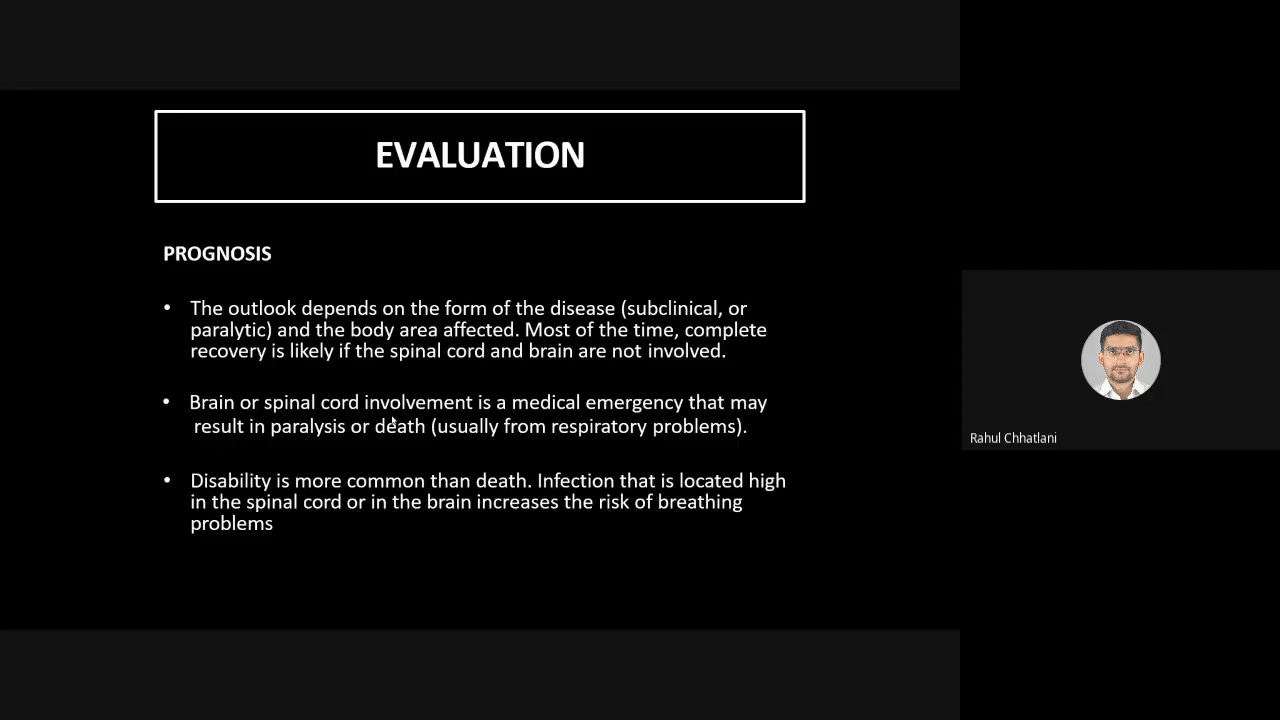 EVALUATION
PROGNOSIS
• The outlook depends on the form of the disease (subclinical, or
paralytic) and the body area affected. Most of the time, complete
recovery is likely if the spinal cord and brain are not involved.
• Brain or spinal cord involvement is a medical emergency that may
result in paralysis or death (usually from respiratory problems).
• Disability is more common than death. Infection that is located high
in the spinal cord or in the brain increases the risk of breathing
problems
Rahul Chhatlani